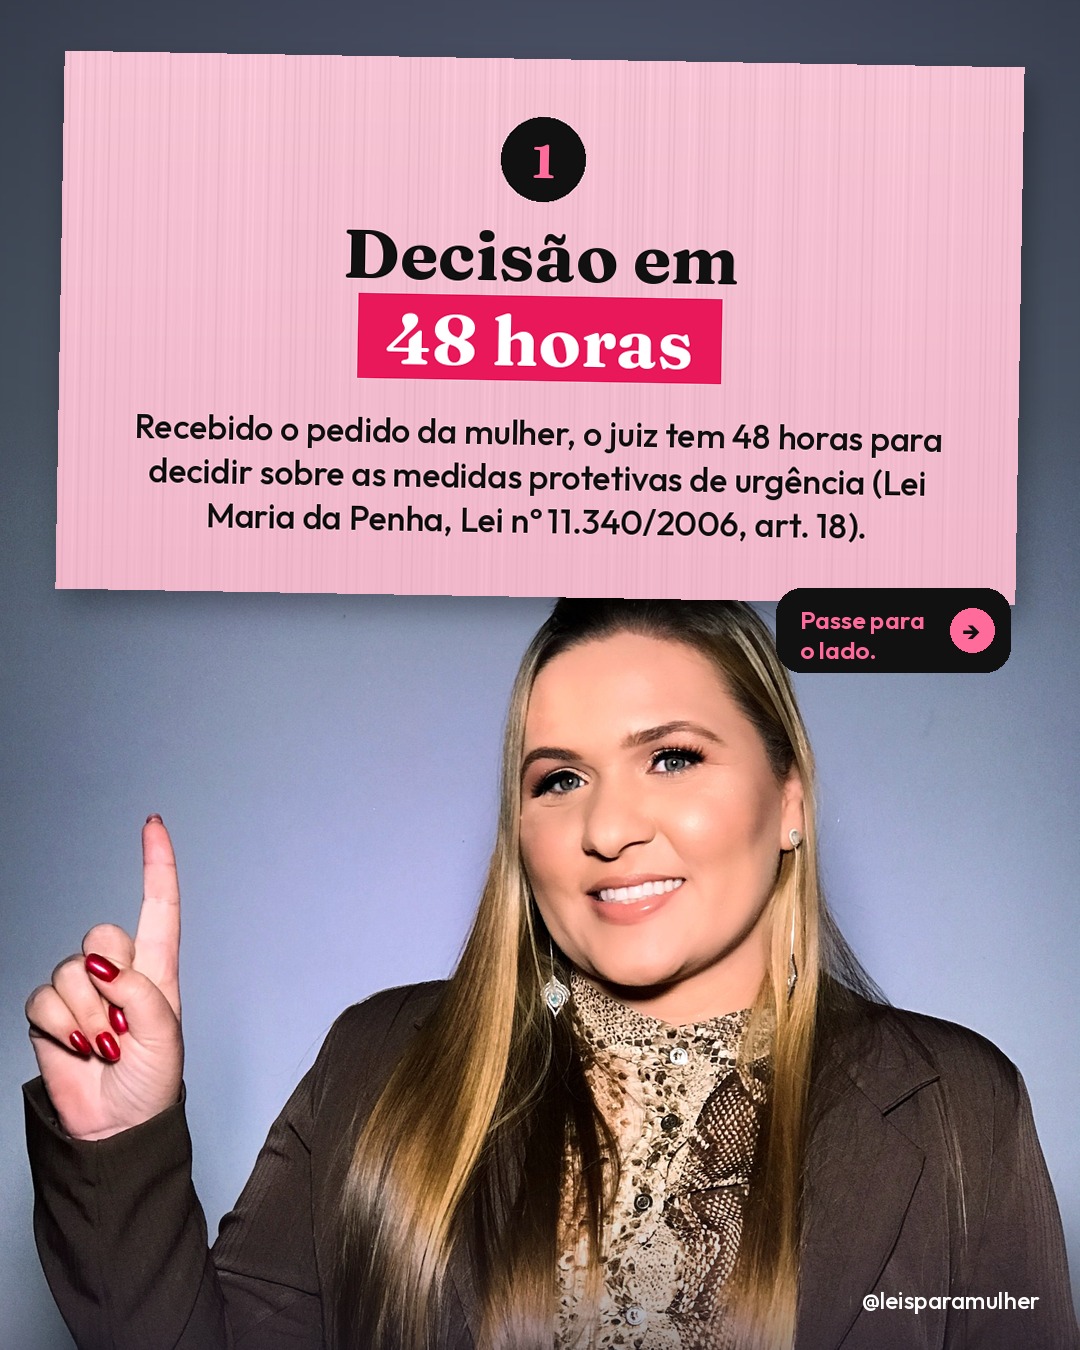 1
Decisão em
48 horas
Recebido o pedido da mulher, o juiz tem 48 horas para
decidir sobre as medidas protetivas de urgência (Lei
Maria da Penha, Lei nº 11.340/2006, art. 18).
Passe para
o lado.
@leisparamulher